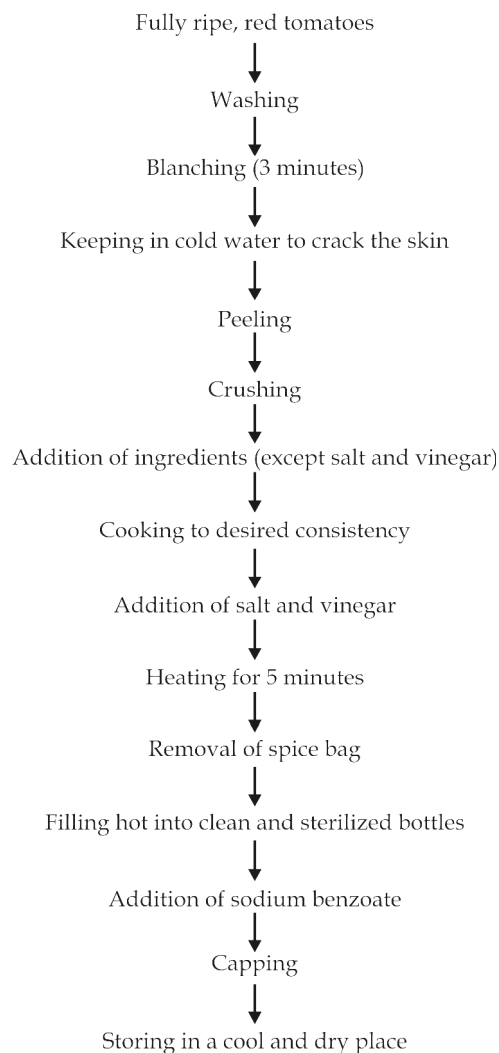 Fully ripe, red tomatoes
Washing
Blanching (3 minutes)
Keeping in cold water to crack the skin
Peeling
Crushing
Addition of ingredients (except salt and vinegar)
Cooking to desired consistency
Addition of salt and vinegar
Heating for 5 minutes
Removal of spice bag
Filling hot into clean and sterilized bottles
Addition of sodium benzoate
Capping
Storing in a cool and dry place